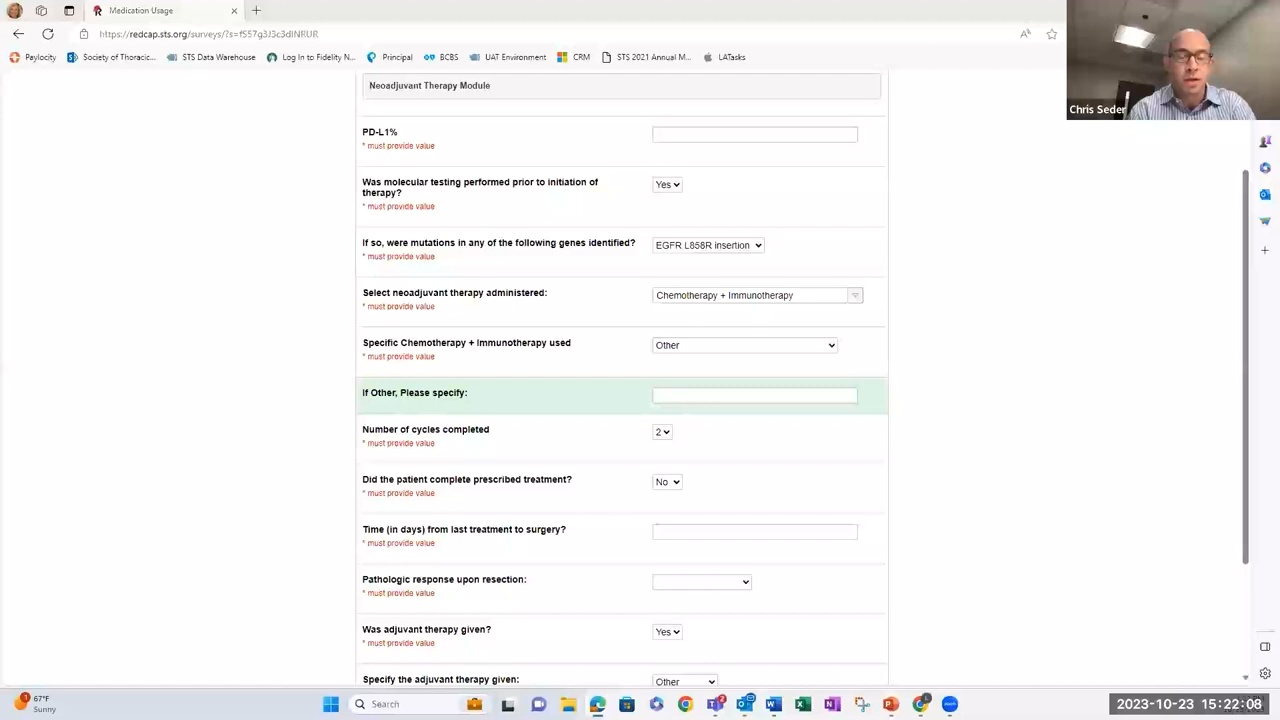 Medication Usage
https://redcap.sts.org/surveys/?s=f557g3J3c3dINRUR
Paylocity
Society of Thoracic...
STS Data Warehouse
Log In to Fidelity N...
Principal
BCBS
UAT Environment
CRM
STS 2021 Annual M...
LATasks
Chris Seder
Neoadjuvant Therapy Module
PD-L1%
* must provide value
Was molecular testing performed prior to initiation of
therapy?
* must provide value
Yes
If so, were mutations in any of the following genes identified?
* must provide value
EGFR L858R insertion
Select neoadjuvant therapy administered:
* must provide value
Chemotherapy + Immunotherapy
Specific Chemotherapy + Immunotherapy used
* must provide value
Other
If Other, Please specify:
Number of cycles completed
* must provide value
2
Did the patient complete prescribed treatment?
* must provide value
No
Time (in days) from last treatment to surgery?
* must provide value
Pathologic response upon resection:
* must provide value
Was adjuvant therapy given?
* must provide value
Yes
Specify the adjuvant therapy given:
Other
67°F
Sunny
Search
2023-10-23 15:22:08